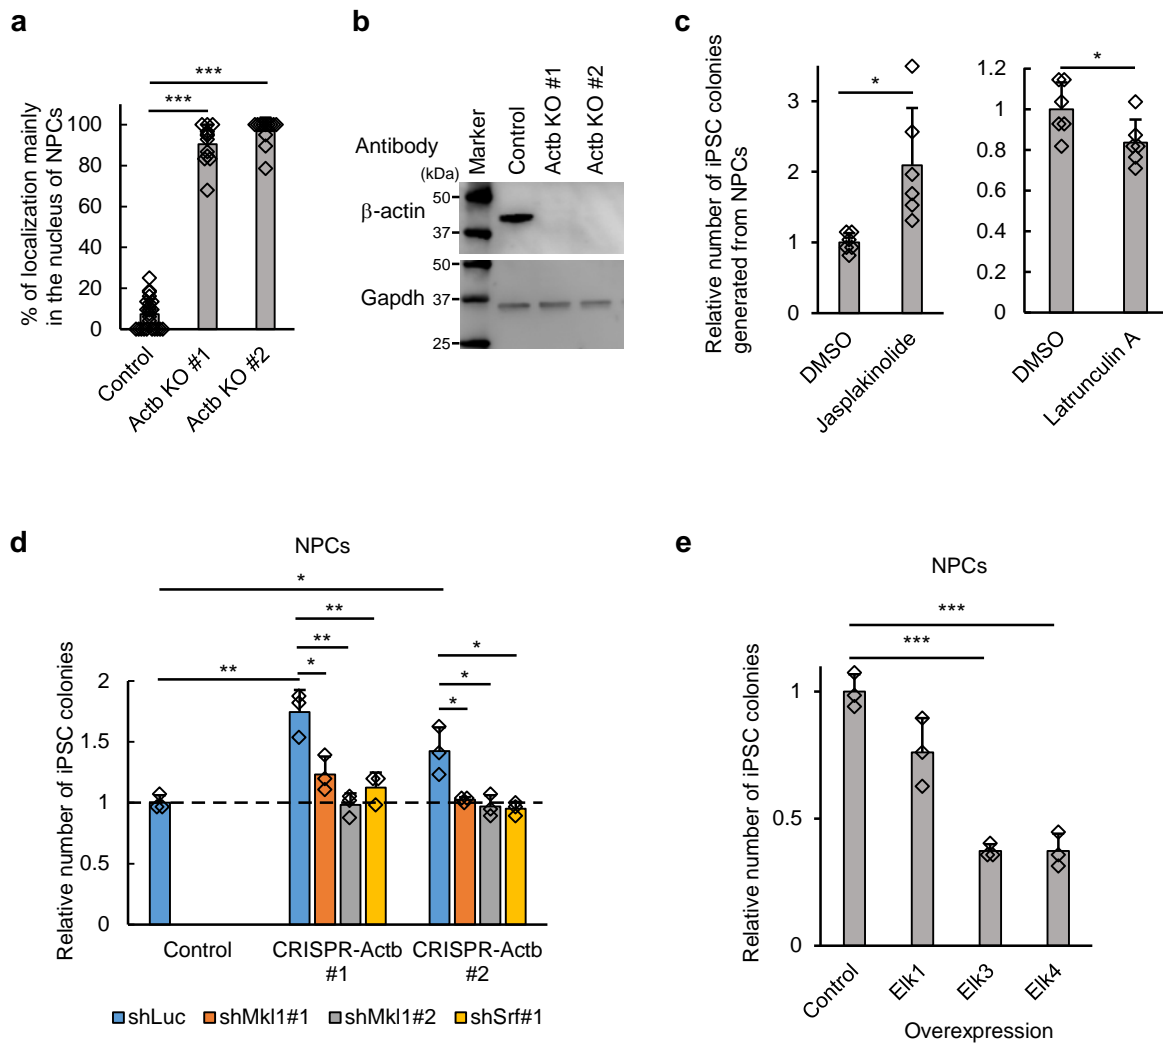 a
% of localization mainly
in the nucleus of NPCs
100
80
60
40
20
0
***
***
Control
Actb KO #1
Actb KO #2
b
Antibody
(kDa)
Marker
Control
Actb KO #1
Actb KO #2
β-actin
50
37
Gapdh
50
37
25
c
Relative number of iPSC colonies
generated from NPCs
3
2
1
0
*
DMSO
Jasplakinolide
1.2
1
0.8
0.6
0.4
0.2
0
*
DMSO
Latrunculin A
d
NPCs
Relative number of iPSC colonies
2
1.5
1
0.5
0
*
**
**
**
*
*
*
*
Control
CRISPR-Actb
#1
CRISPR-Actb
#2
shLuc
shMkl1#1
shMkl1#2
shSrf#1
e
NPCs
Relative number of iPSC colonies
1
0.5
0
***
***
Control
Elk1
Elk3
Elk4
Overexpression